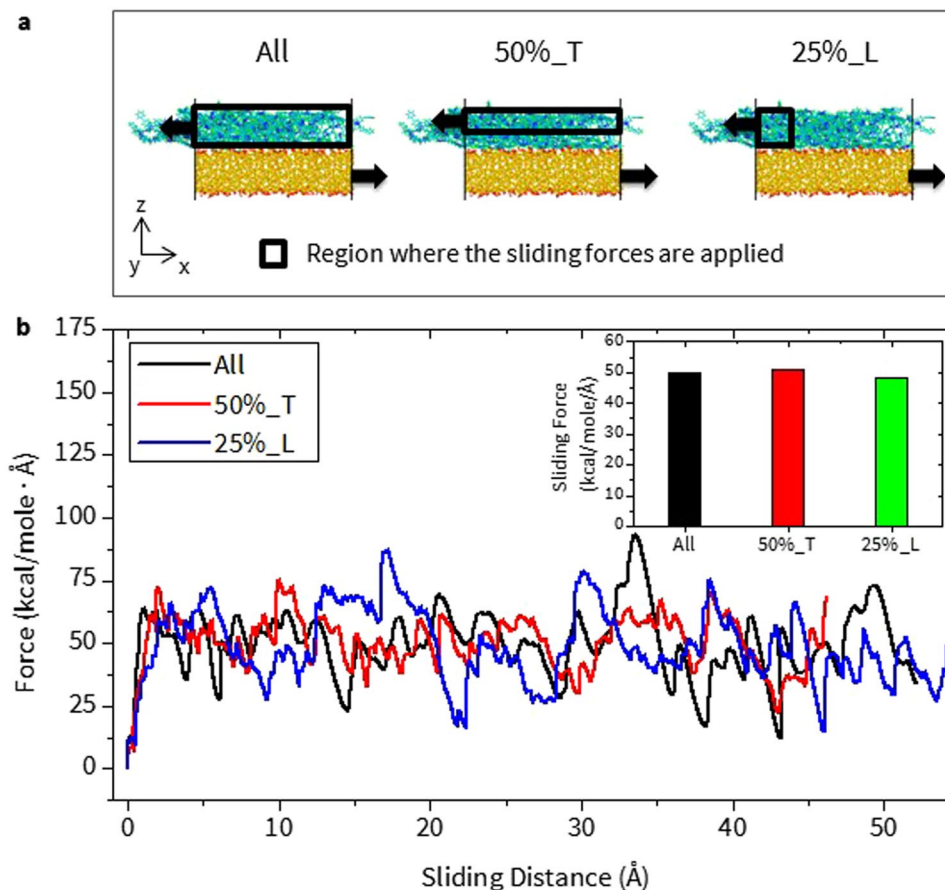 a
All 50%_T 25%_L
z
y x
Region where the sliding forces are applied
b
175
150
125
100
75
50
25
0
Force (kcal/mole · Å)
All
50%_T
25%_L
60
50
40
30
20
10
0
Sliding Force
(kcal/mole/Å)
All 50%_T 25%_L
0 10 20 30 40 50
Sliding Distance (Å)